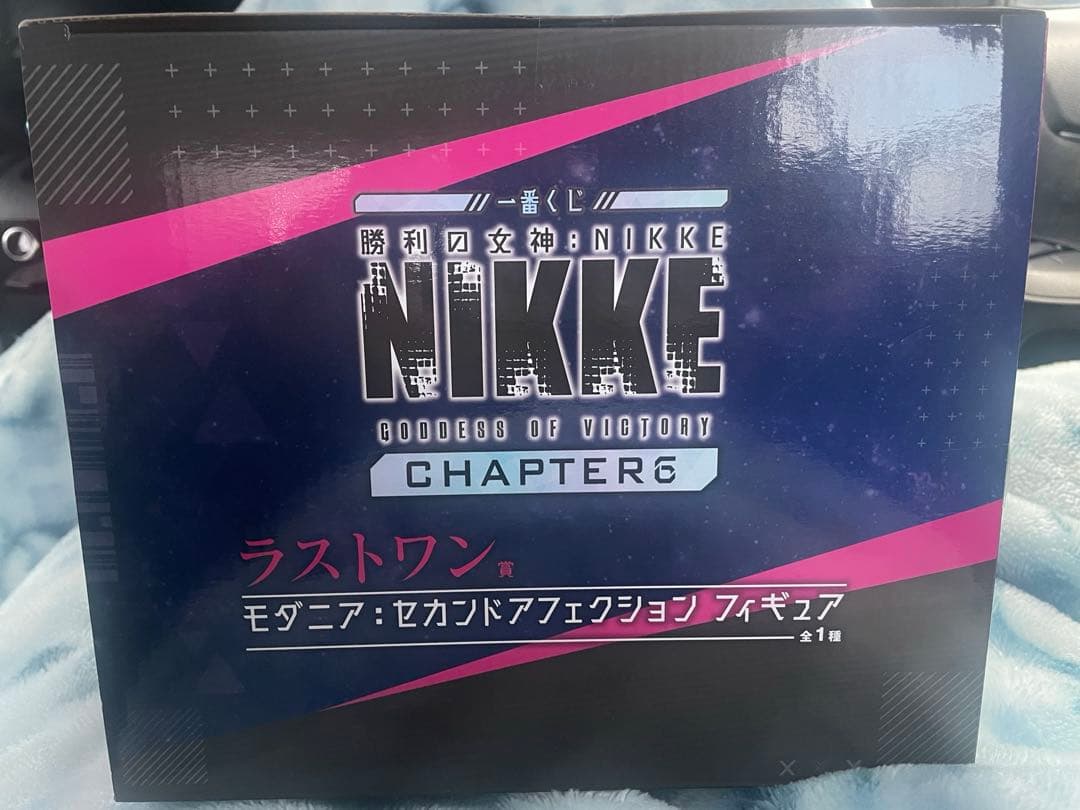 一番くじ
勝利の女神:NIKKE
NIKKE
GODDESS OF VICTORY
CHAPTER6
ラストワン賞
モダニア:セカンドアフェクション フィギュア
全1種